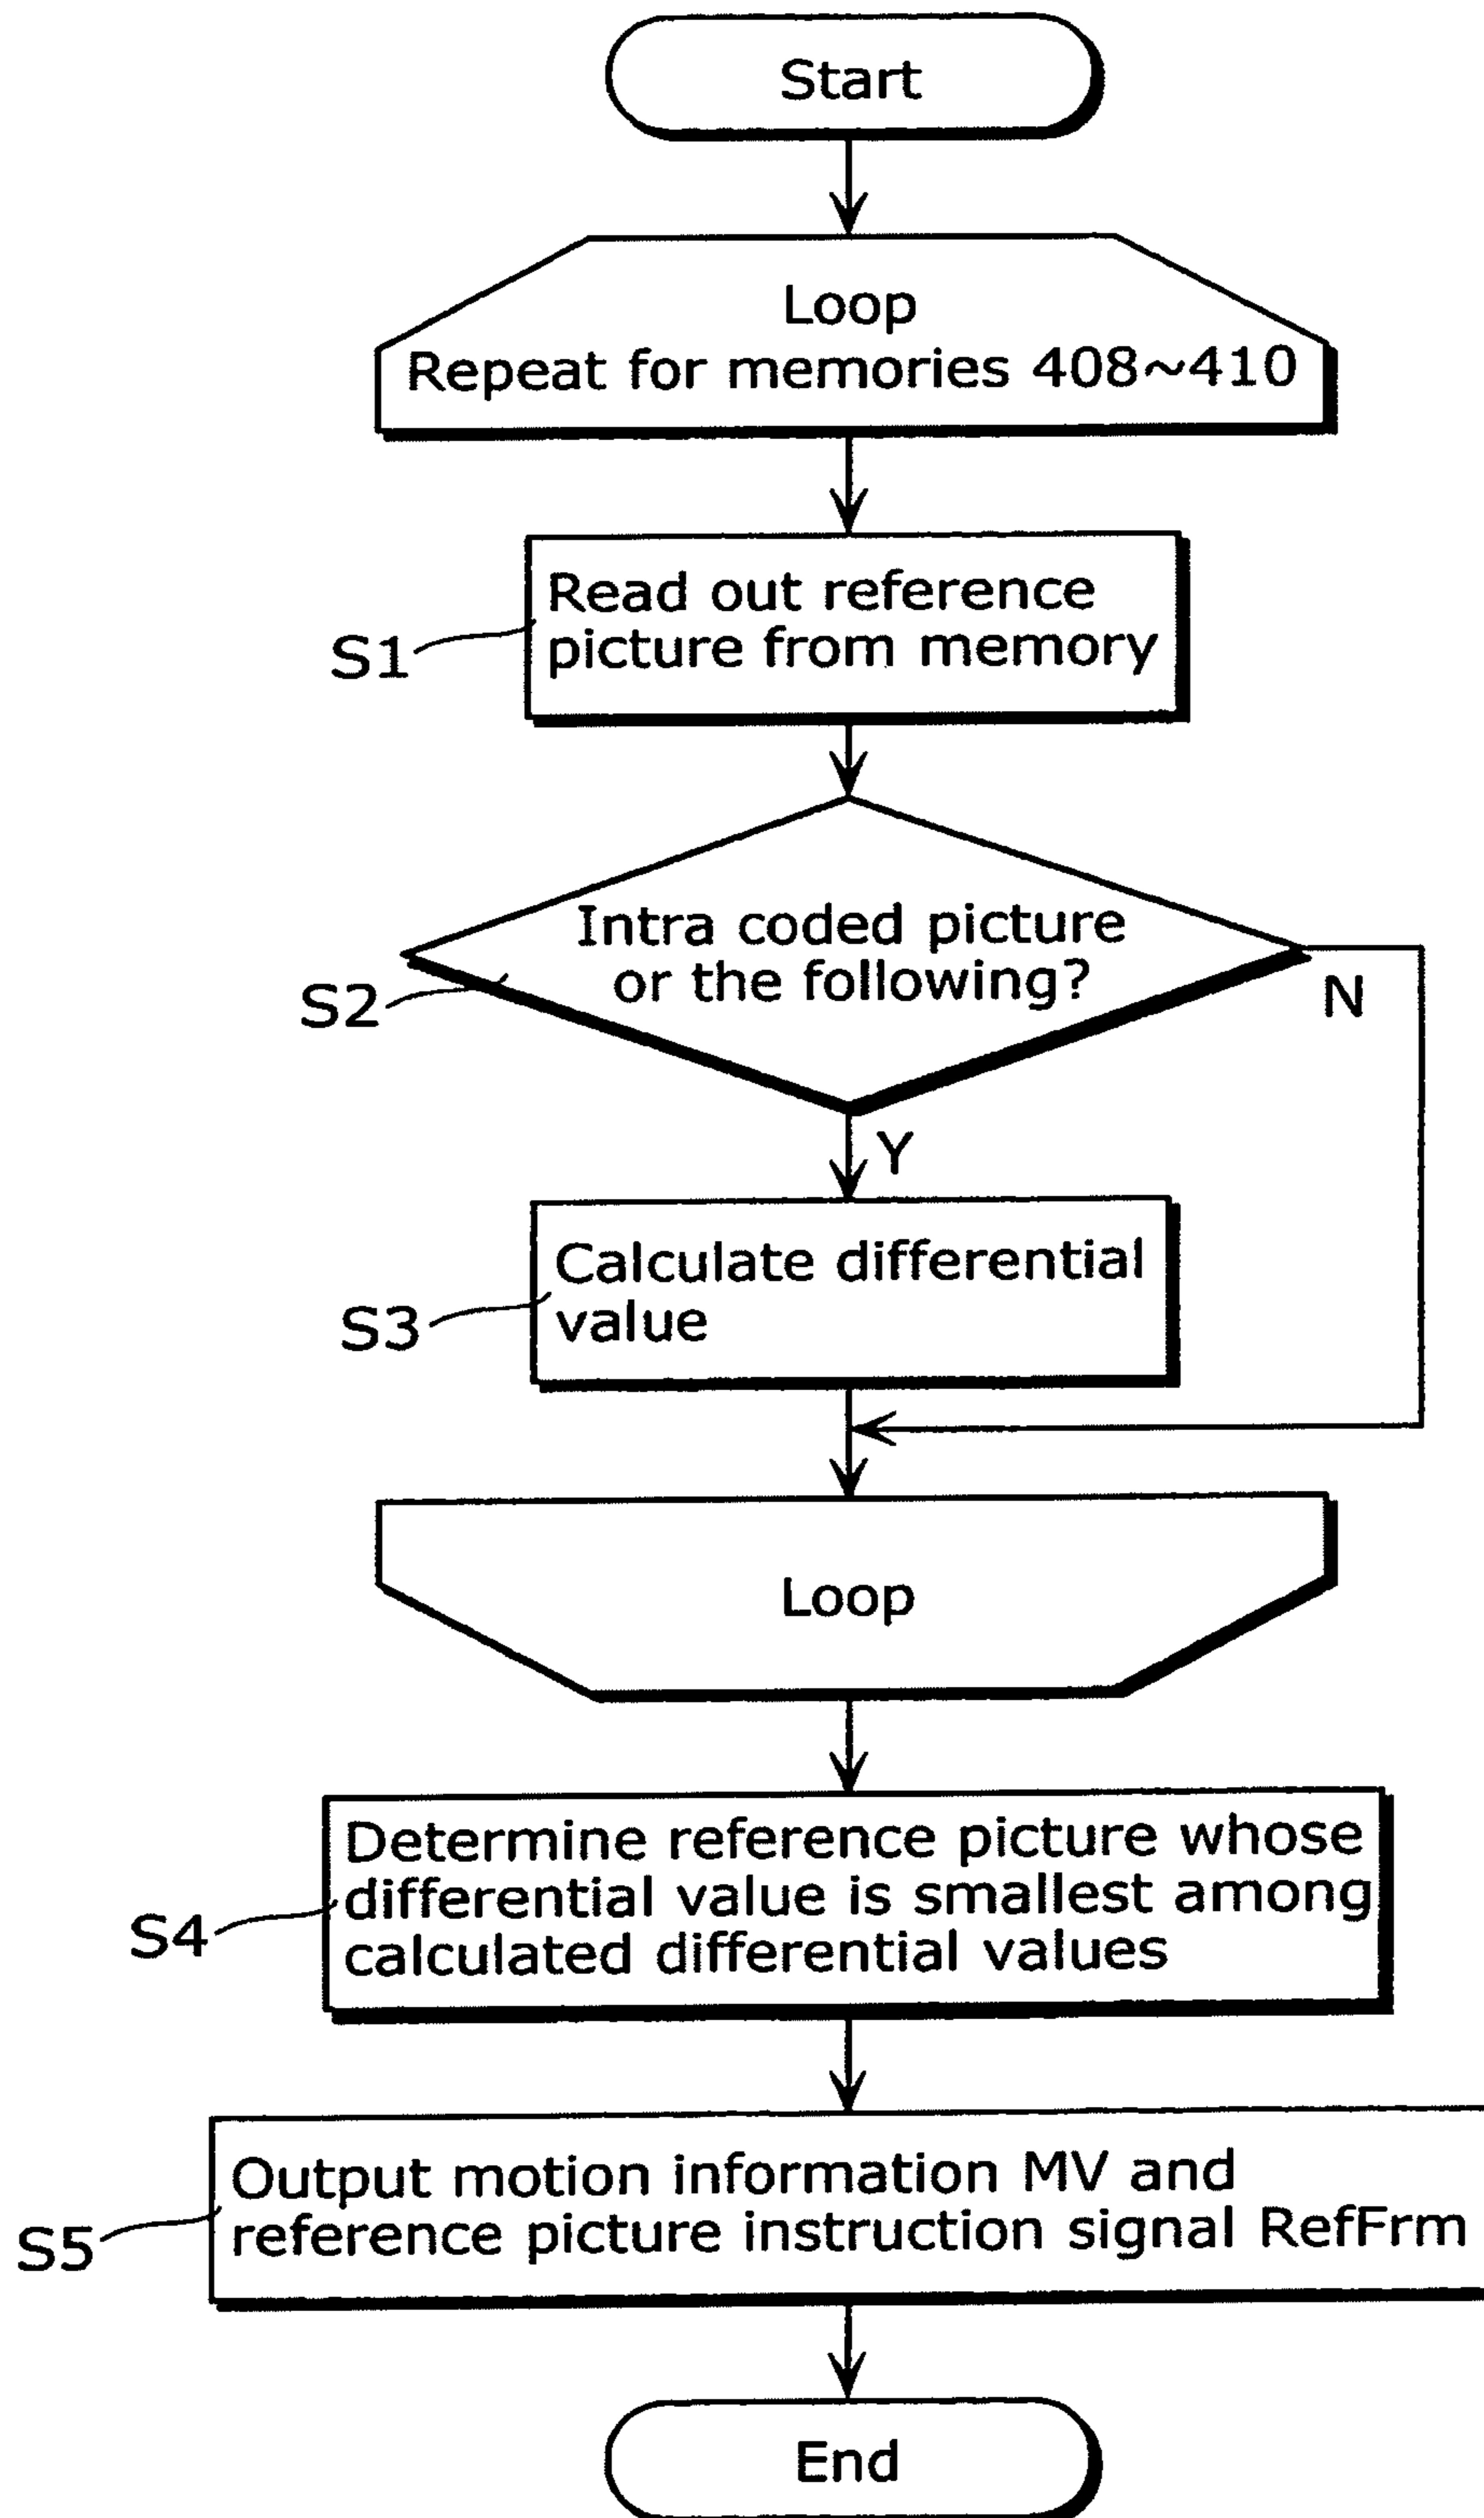 Start
Loop
Repeat for memories 408~410
Read out reference
picture from memory
S1
Intra coded picture
or the following?
S2
N
Y
Calculate differential
value
S3
Loop
Determine reference picture whose
differential value is smallest among
calculated differential values
S4
Output motion information MV and
reference picture instruction signal RefFrm
S5
End